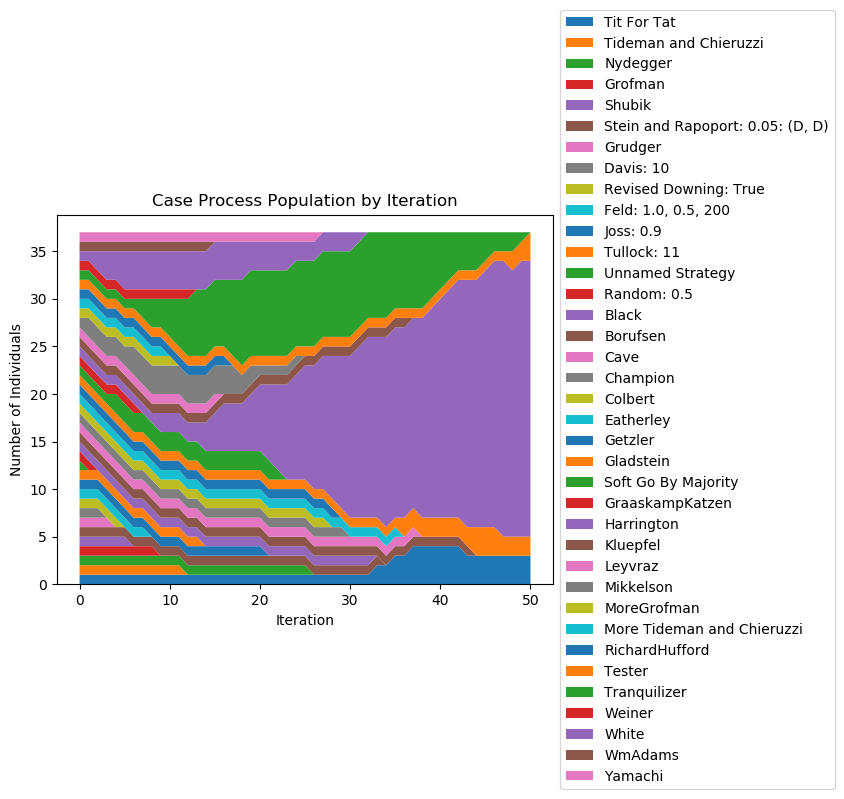 Case Process Population by Iteration
Number of Individuals
35
30
25
20
15
10
5
0
0 10 20 30 40 50
Iteration
Tit For Tat
Tideman and Chieruzzi
Nydegger
Grofman
Shubik
Stein and Rapoport: 0.05: (D, D)
Grudger
Davis: 10
Revised Downing: True
Feld: 1.0, 0.5, 200
Joss: 0.9
Tullock: 11
Unnamed Strategy
Random: 0.5
Black
Borufsen
Cave
Champion
Colbert
Eatherley
Getzler
Gladstein
Soft Go By Majority
GraaskampKatzen
Harrington
Kluepfel
Leyvraz
Mikkelson
MoreGrofman
More Tideman and Chieruzzi
RichardHufford
Tester
Tranquilizer
Weiner
White
WmAdams
Yamachi